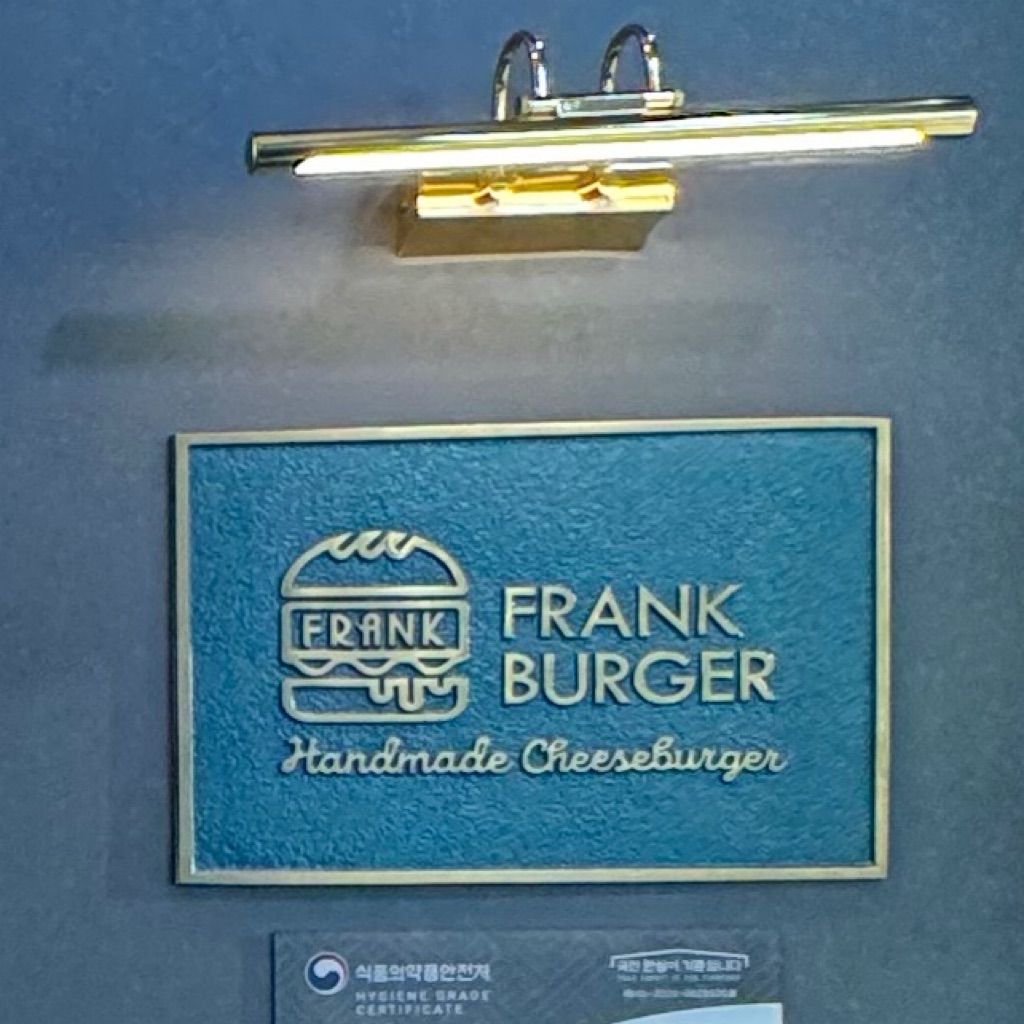 FRANK
FRANK
BURGER
Handmade Cheeseburger
식품의약품안전처
HYGIENE GRADE
CERTIFICATE